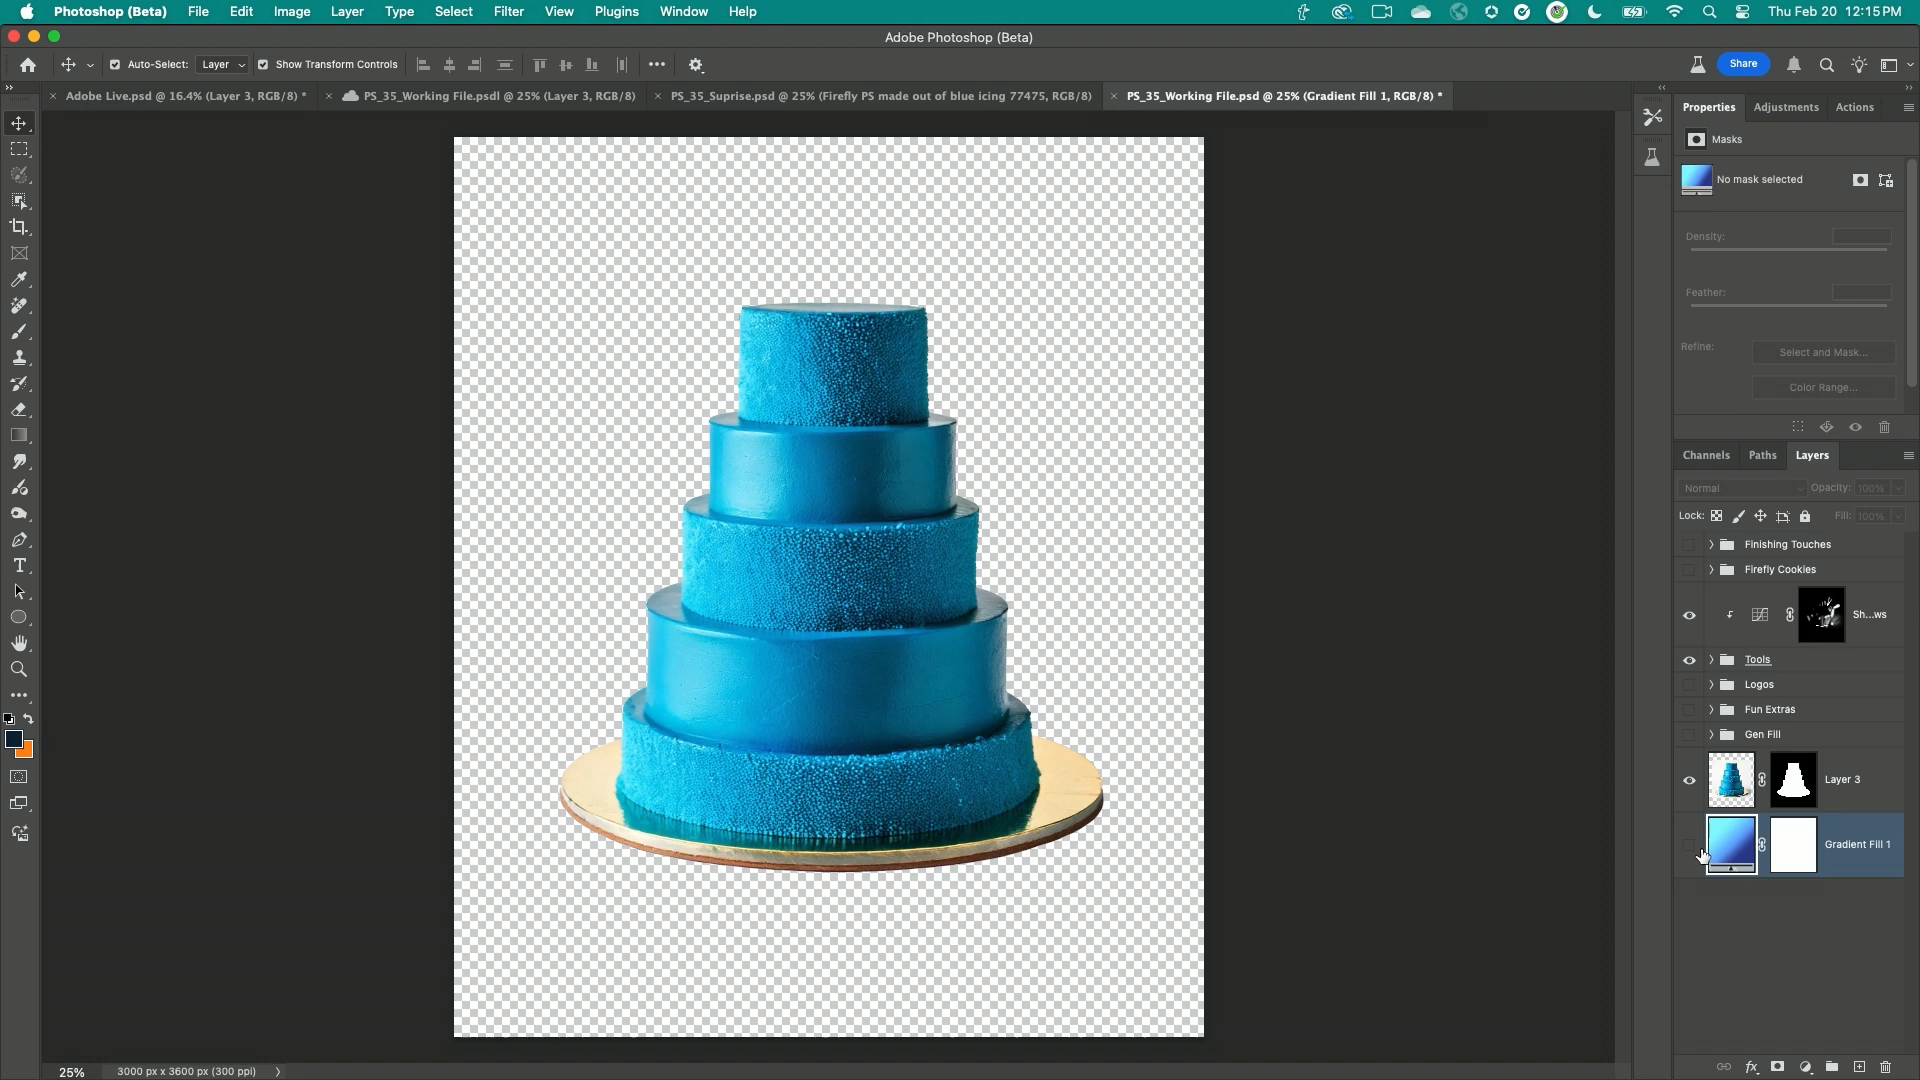 Photoshop (Beta) File Edit Image Layer Type Select Filter View Plugins Window Help Thu Feb 20 12:15 PM
Adobe Photoshop (Beta)
Auto-Select: Layer Show Transform Controls Share
Adobe Live.psd @ 16.4% (Layer 3, RGB/8) * PS_35_Working File.psdl @ 25% (Layer 3, RGB/8) PS_35_Suprise.psd @ 25% (Firefly PS made out of blue icing 77475, RGB/8) PS_35_Working File.psd @ 25% (Gradient Fill 1, RGB/8) *
Properties Adjustments Actions
Masks
No mask selected
Density:
Feather:
Refine: Select and Mask...
Color Range...
Channels Paths Layers
Normal Opacity: 100%
Lock: Fill: 100%
Finishing Touches
Firefly Cookies
Sh...ws
Tools
Logos
Fun Extras
Gen Fill
Layer 3
Gradient Fill 1
25% 3000 px x 3600 px (300 ppi)